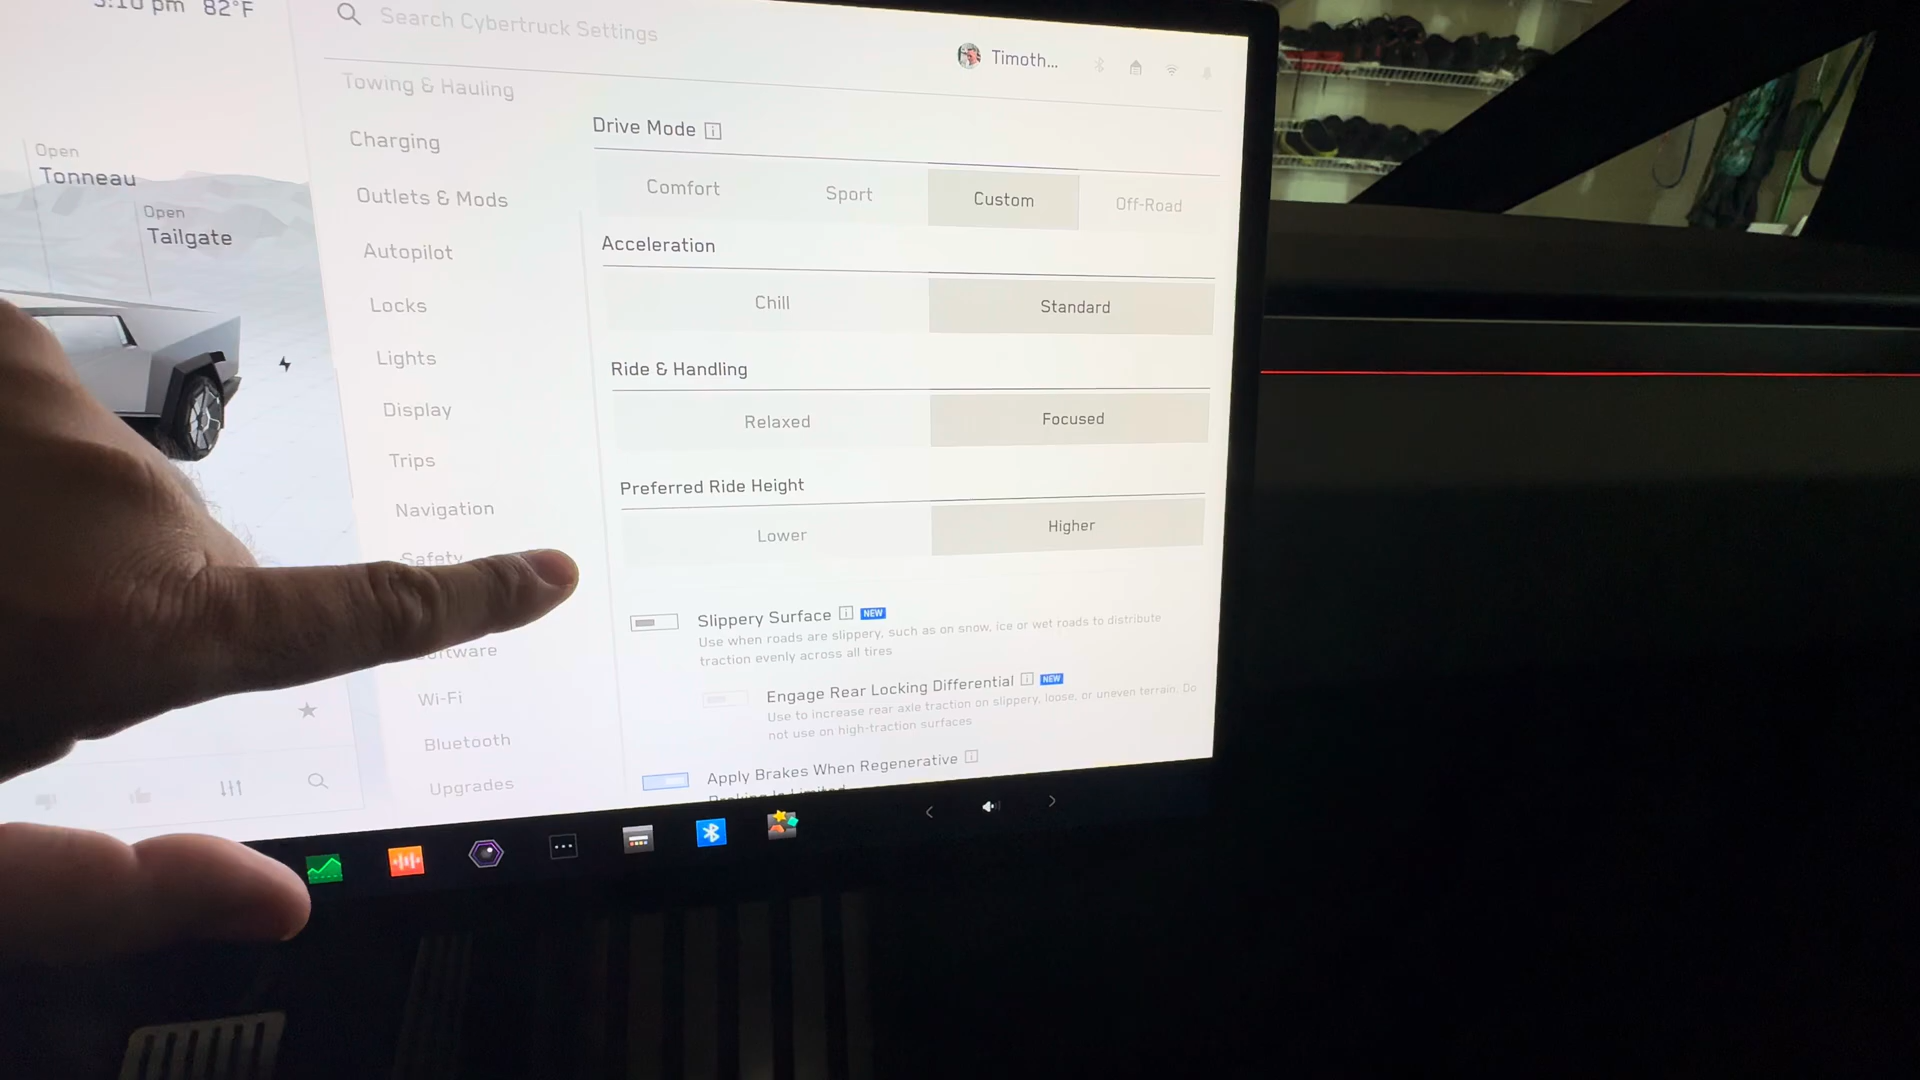 82°F
Search Cybertruck Settings
Timoth...
Open
Tonneau
Open
Tailgate
Towing & Hauling
Charging
Outlets & Mods
Autopilot
Locks
Lights
Display
Trips
Navigation
Safety
Wi-Fi
Bluetooth
Upgrades
Drive Mode
Comfort
Sport
Custom
Off-Road
Acceleration
Chill
Standard
Ride & Handling
Relaxed
Focused
Preferred Ride Height
Lower
Higher
Slippery Surface NEW
Use when roads are slippery, such as on snow, ice or wet roads to distribute
traction evenly across all tires
Engage Rear Locking Differential NEW
Use to increase rear axle traction on slippery, loose, or uneven terrain. Do
not use on high-traction surfaces
Apply Brakes When Regenerative